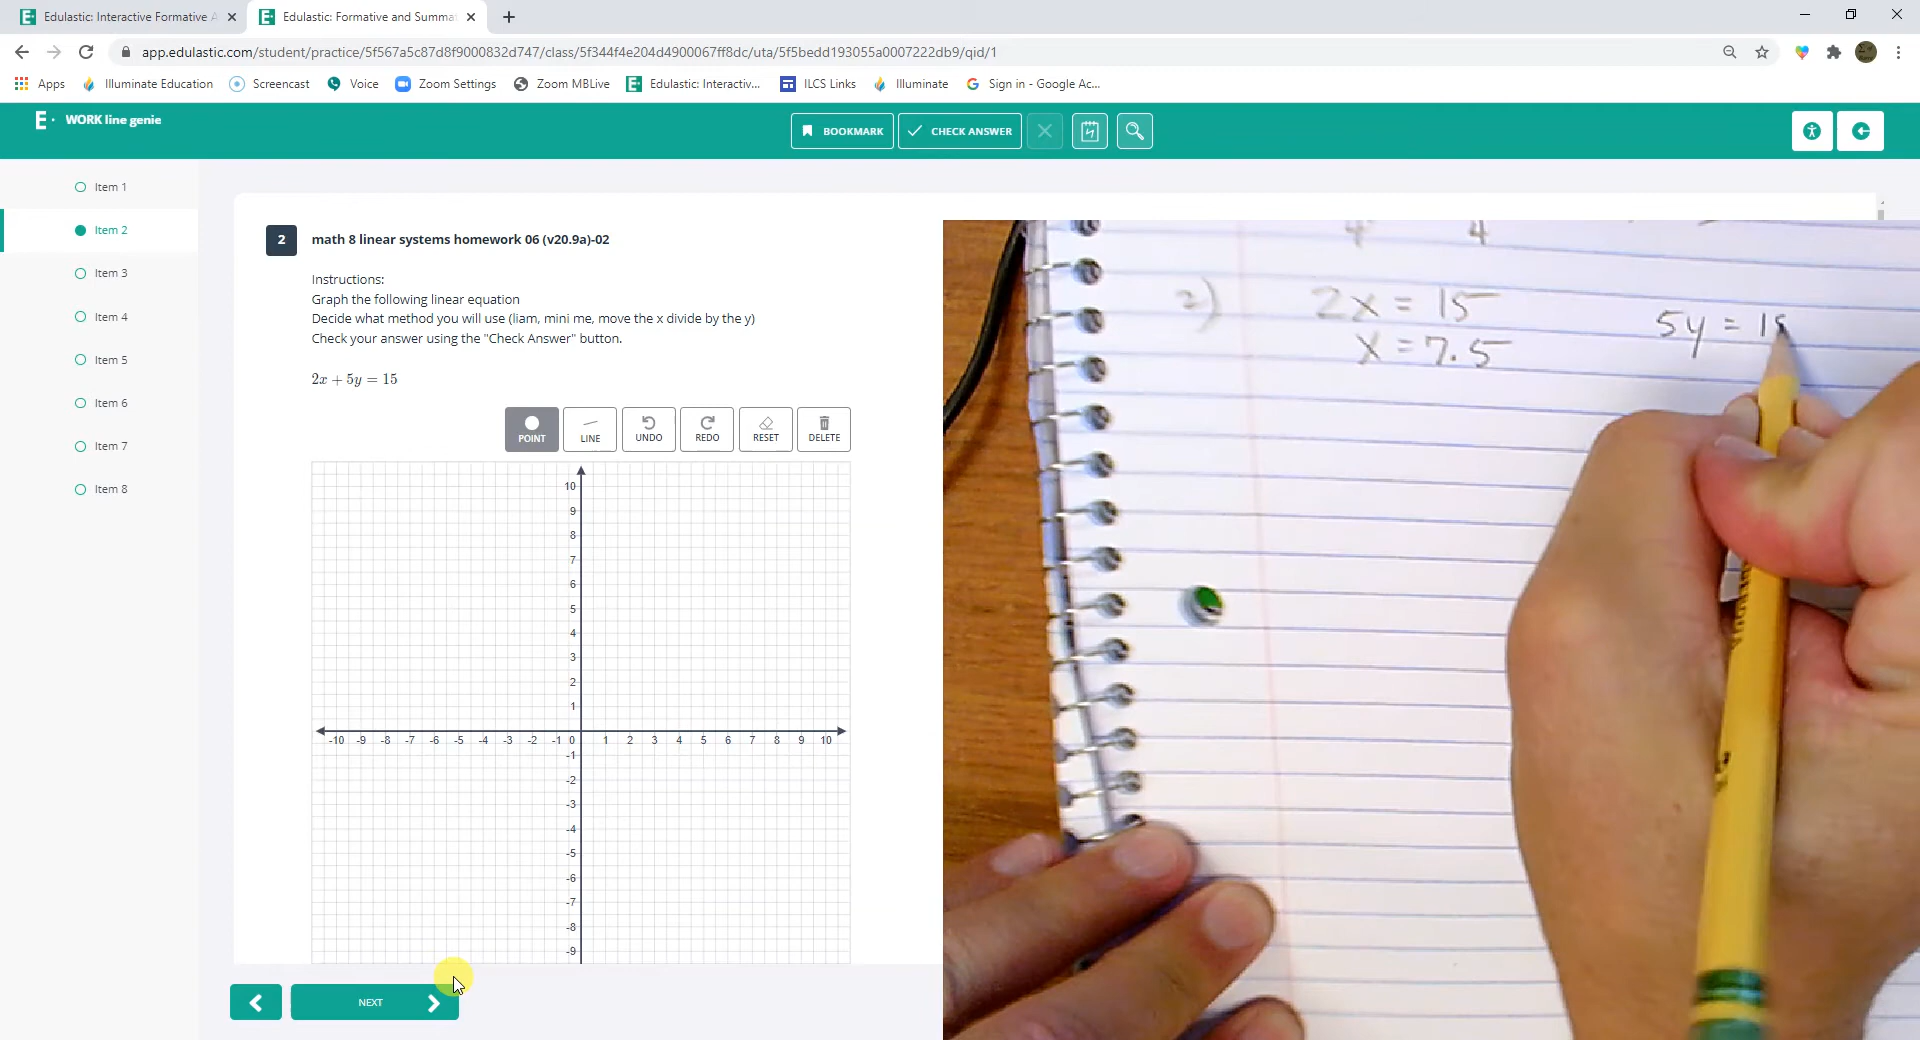 Edulastic: Interactive Formative A
Edulastic: Formative and Summa
app.edulastic.com/student/practice/5f567a5c87d8f9000832d747/class/5f344f4e204d4900067ff8dc/uta/5f5bedd193055a0007222db9/qid/1
Apps Illuminate Education Screencast Voice Zoom Settings Zoom MBLive Edulastic: Interactiv... ILCS Links Illuminate Sign in - Google Ac...
E· WORK line genie
BOOKMARK
CHECK ANSWER
Item 1
Item 2
Item 3
Item 4
Item 5
Item 6
Item 7
Item 8
2 math 8 linear systems homework 06 (v20.9a)-02
Instructions:
Graph the following linear equation
Decide what method you will use (liam, mini me, move the x divide by the y)
Check your answer using the "Check Answer" button.
2x + 5y = 15
POINT LINE UNDO REDO RESET DELETE
10
9
8
7
6
5
4
3
2
1
-10 -9 -8 -7 -6 -5 -4 -3 -2 -1 0 1 2 3 4 5 6 7 8 9 10
-1
-2
-3
-4
-5
-6
-7
-8
-9
NEXT
4 4
2) 2x = 15
x = 7.5
5y = 15